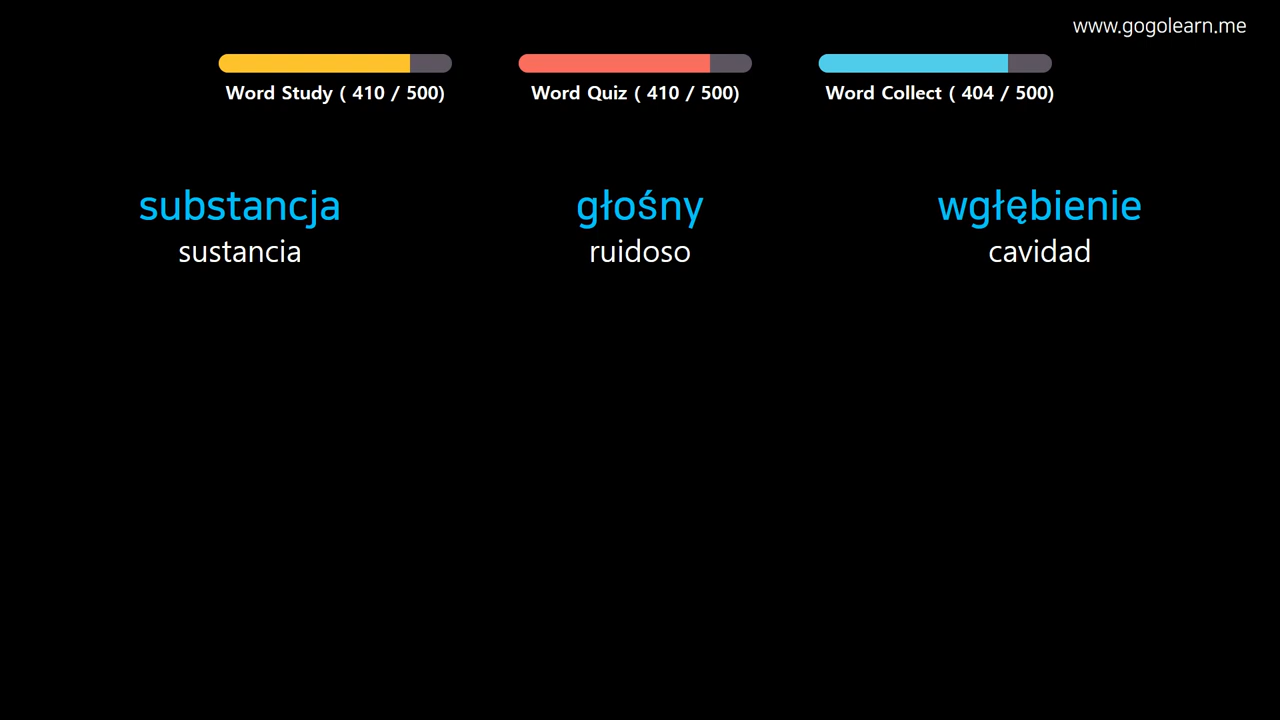 www.gogolearn.me
Word Study ( 410 / 500)
Word Quiz ( 410 / 500)
Word Collect ( 404 / 500)
substancja
sustancia
głośny
ruidoso
wgłębienie
cavidad